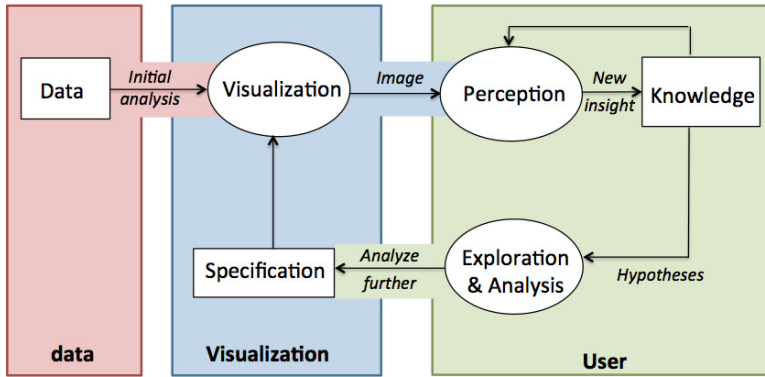 Data
Initial
analysis
Visualization
Image
Perception
New
insight
Knowledge
Specification
Analyze
further
Exploration
& Analysis
Hypotheses
data
Visualization
User